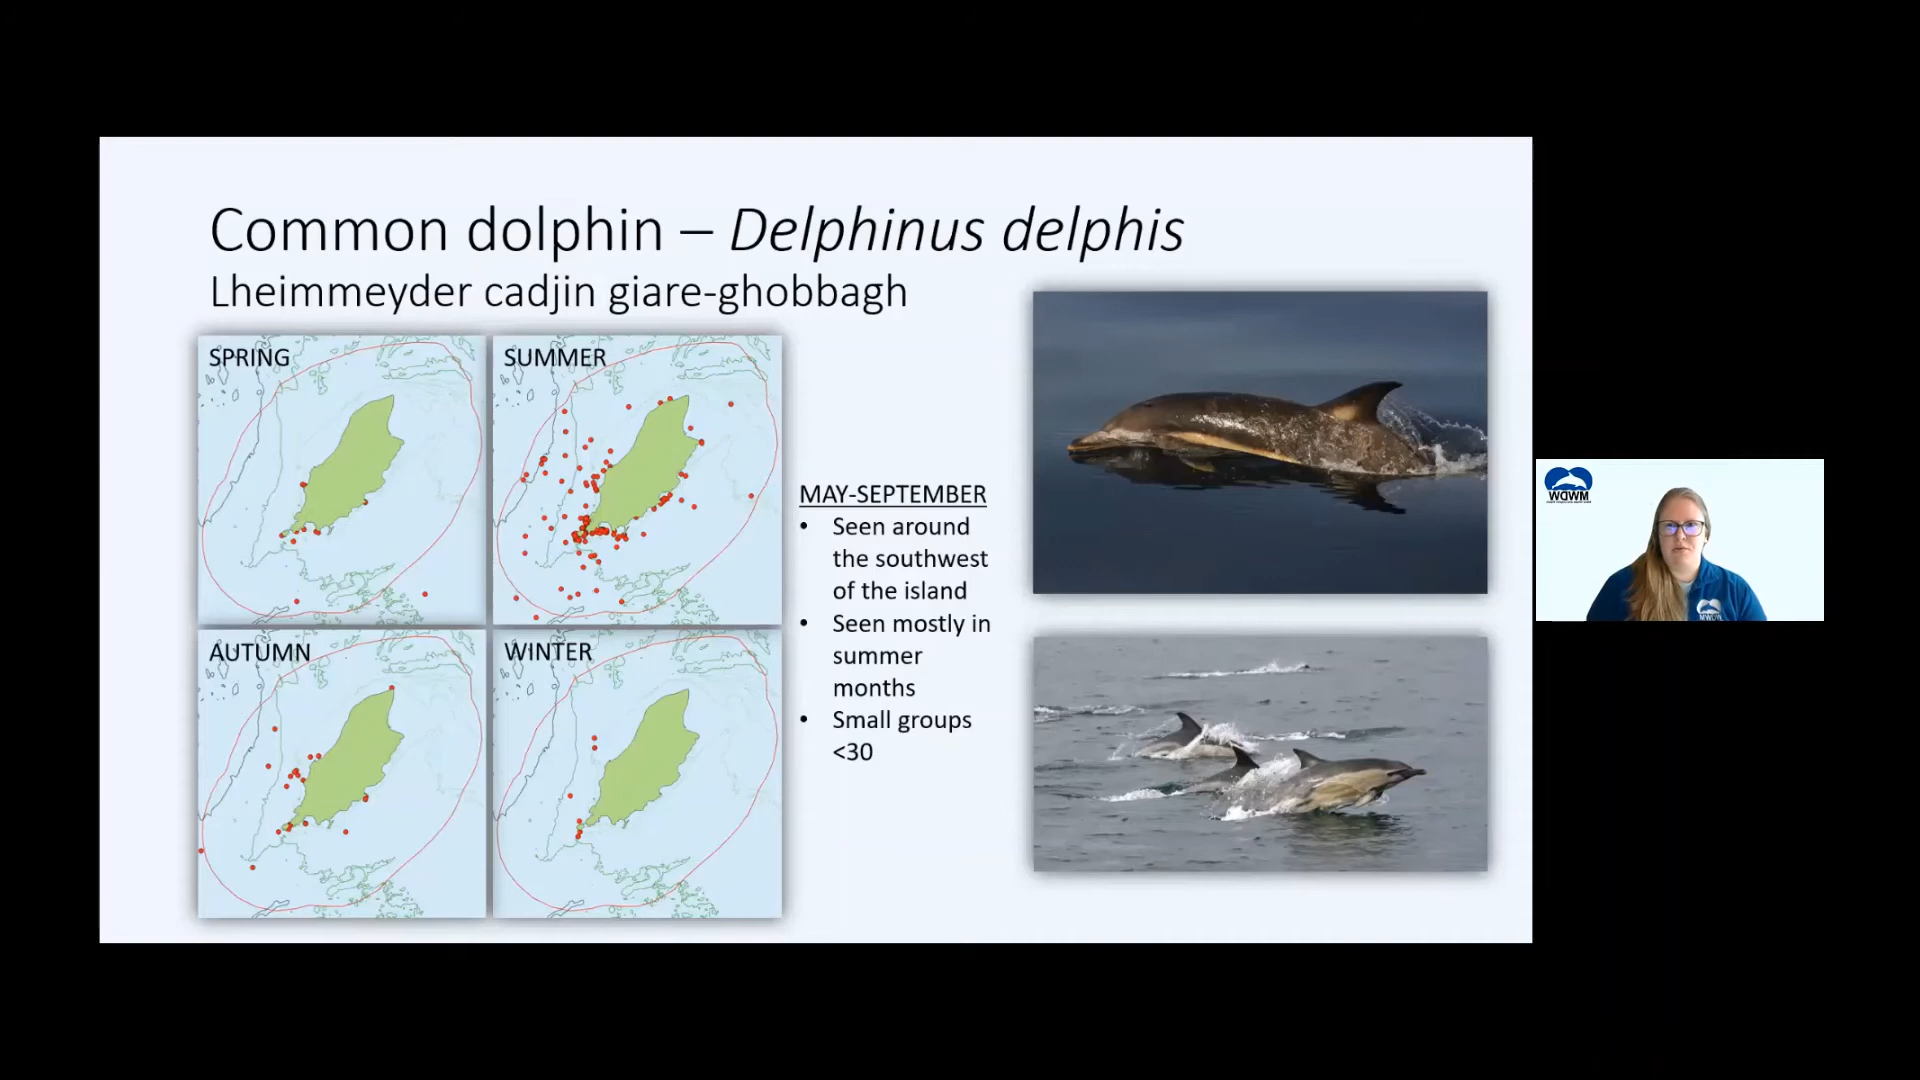 Common dolphin – Delphinus delphis
Lheimmeyder cadjin giare-ghobbagh
SPRING
SUMMER
AUTUMN
WINTER
MAY-SEPTEMBER
• Seen around
the southwest
of the island
• Seen mostly in
summer
months
• Small groups
<30